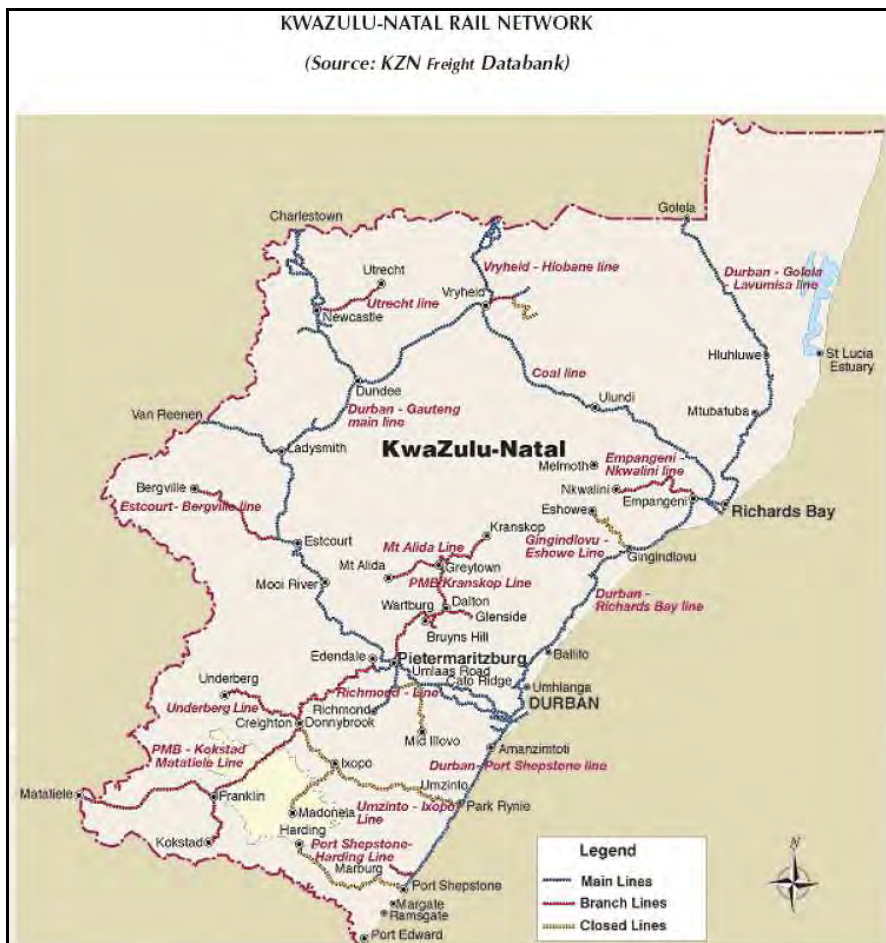 KWAZULU-NATAL RAIL NETWORK
(Source: KZN Freight Databank)
Charlestown
Golela
Utrecht
Utrecht line
Newcastle
Vryheid - Hlobane line
Vryheid
Durban - Golola
- Lavumisa line
Hluhluwe
St Lucia
Estuary
Coal line
Dundee
Ulundi
Mtubatuba
Van Reenen
Durban - Gauteng
main line
Ladysmith
KwaZulu-Natal
Melmoth
Empangeni -
Nkwalini line
Bergville
Estcourt- Bergville line
Nkwalini
Empangeni
Richards Bay
Eshowe
Estcourt
Kranskop
Gingindlovu -
Eshowe Line
Gingindlovu
Mt Alida Line
Mt Alida
Greytown
Mooi River
PMB Kranskop Line
Durban -
Richards Bay line
Wartburg
Dalton
Glenside
Bruyns Hill
Edendale
Pietermaritzburg
Ballito
Umlaas Road
Cato Ridge
Underberg
Richmond - Line
Umhlanga
DURBAN
Underberg Line
Richmond
Creighton
Donnybrook
Mid Illovo
Amanzimtoti
PMB - Kokstad
Matatiele Line
Ixopo
Durban-Port Shepstone line
Matatiele
Franklin
Umzinto
Umzinto - Ixopo
Line
Park Rynie
Madonela
Harding
Kokstad
Port Shepstone-
Harding Line
Marburg
Port Shepstone
Margate
Ramsgate
Port Edward
N
Legend
Main Lines
Branch Lines
Closed Lines